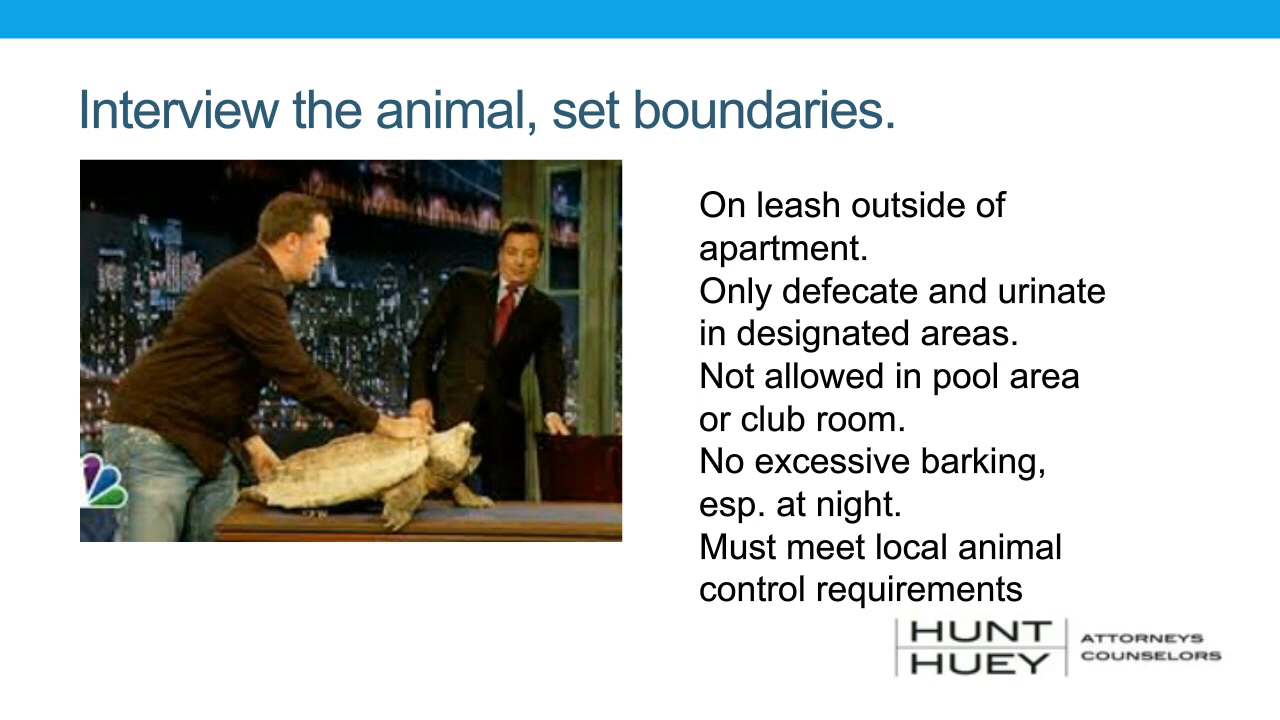 Interview the animal, set boundaries.
On leash outside of
apartment.
Only defecate and urinate
in designated areas.
Not allowed in pool area
or club room.
No excessive barking,
esp. at night.
Must meet local animal
control requirements
HUNT
HUEY
ATTORNEYS
COUNSELORS